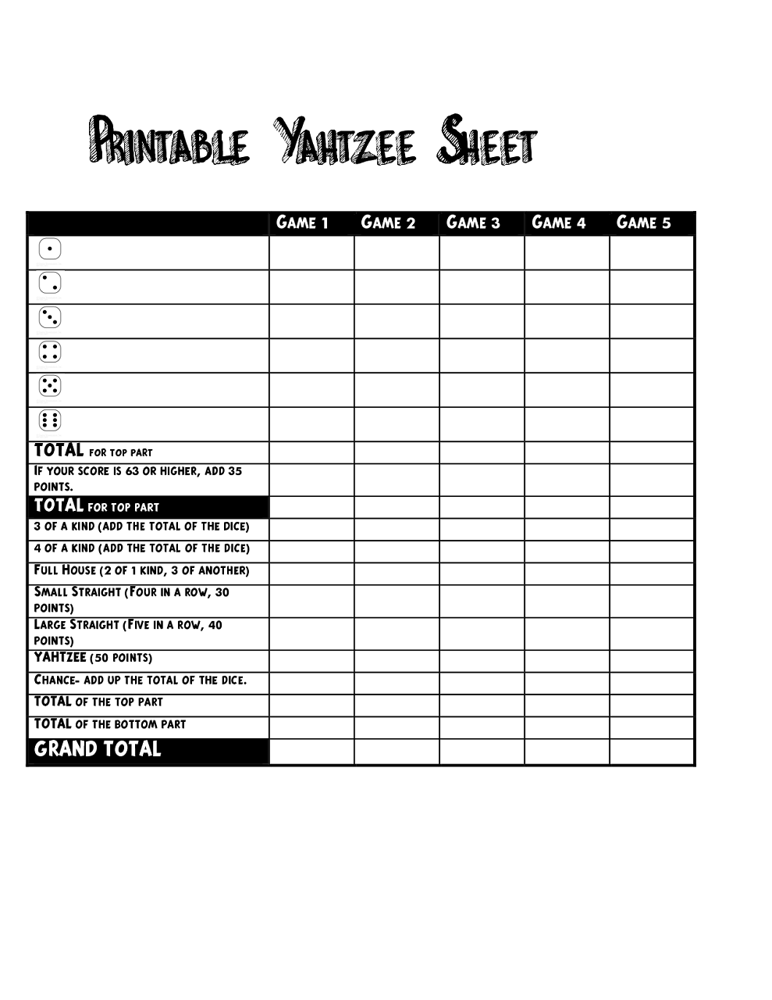 Printable Yahtzee Sheet
Game 1 Game 2 Game 3 Game 4 Game 5
TOTAL for top part
If your score is 63 or higher, add 35
points.
TOTAL for top part
3 of a kind (add the total of the dice)
4 of a kind (add the total of the dice)
Full House (2 of 1 kind, 3 of another)
Small Straight (Four in a row, 30
points)
Large Straight (Five in a row, 40
points)
YAHTZEE (50 points)
Chance- add up the total of the dice.
TOTAL of the top part
TOTAL of the bottom part
GRAND TOTAL